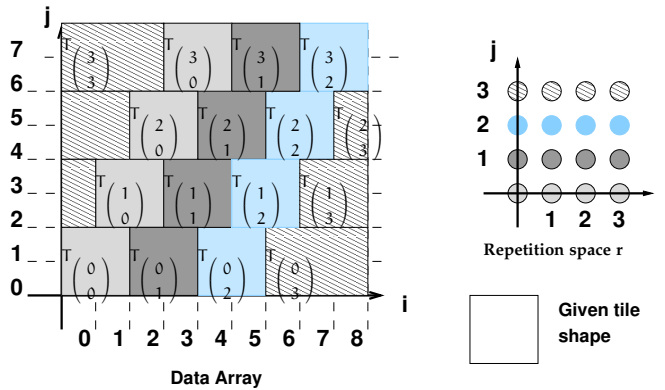 j
7
6
5
4
3
2
1
0
T(3 3) T(3 0) T(3 1) T(3 2)
T(2 0) T(2 1) T(2 2) T(2 3)
T(1 0) T(1 1) T(1 2) T(1 3)
T(0 0) T(0 1) T(0 2) T(0 3)
i
0 1 2 3 4 5 6 7 8
Data Array
j
3
2
1
i
1 2 3
Repetition space r
Given tile
shape